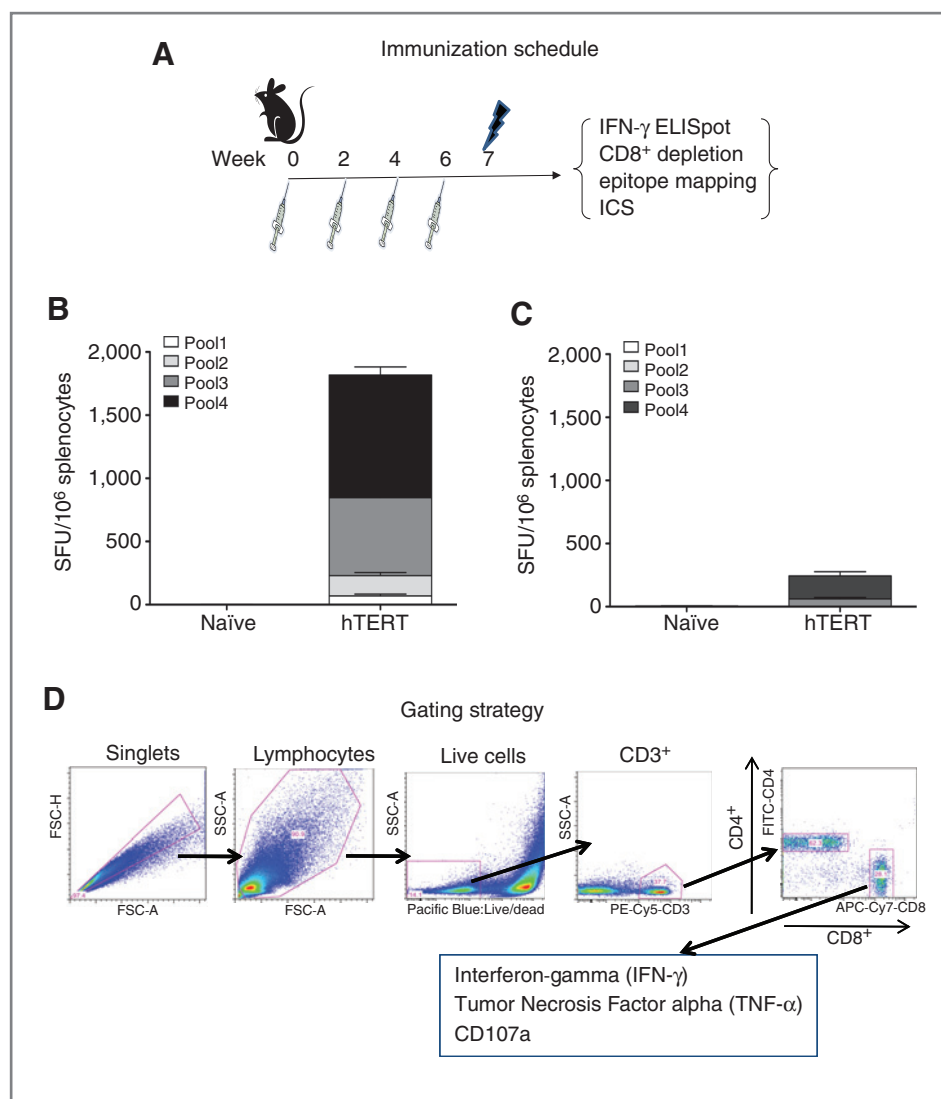 A
Immunization schedule
Week 0 2 4 6 7
IFN-γ ELISpot
CD8+ depletion
epitope mapping
ICS
B
SFU/10⁶ splenocytes
2,000
1,500
1,000
500
0
Pool1
Pool2
Pool3
Pool4
Naïve hTERT
C
SFU/10⁶ splenocytes
2,000
1,500
1,000
500
0
Pool1
Pool2
Pool3
Pool4
Naïve hTERT
D
Gating strategy
Singlets
FSC-H
FSC-A
Lymphocytes
SSC-A
FSC-A
Live cells
SSC-A
Pacific Blue:Live/dead
CD3+
SSC-A
PE-Cy5-CD3
CD4+
FITC-CD4
APC-Cy7-CD8
CD8+
Interferon-gamma (IFN-γ)
Tumor Necrosis Factor alpha (TNF-α)
CD107a